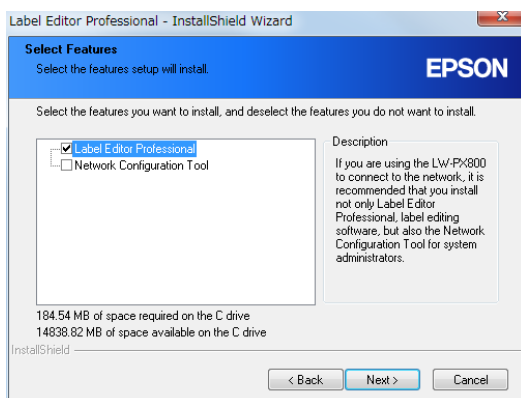 Label Editor Professional - InstallShield Wizard
Select Features
Select the features setup will install.
EPSON
Select the features you want to install, and deselect the features you do not want to install.
Label Editor Professional
Network Configuration Tool
Description
If you are using the LW-PX800
to connect to the network, it is
recommended that you install
not only Label Editor
Professional, label editing
software, but also the Network
Configuration Tool for system
administrators.
184.54 MB of space required on the C drive
14838.82 MB of space available on the C drive
InstallShield
< Back
Next >
Cancel